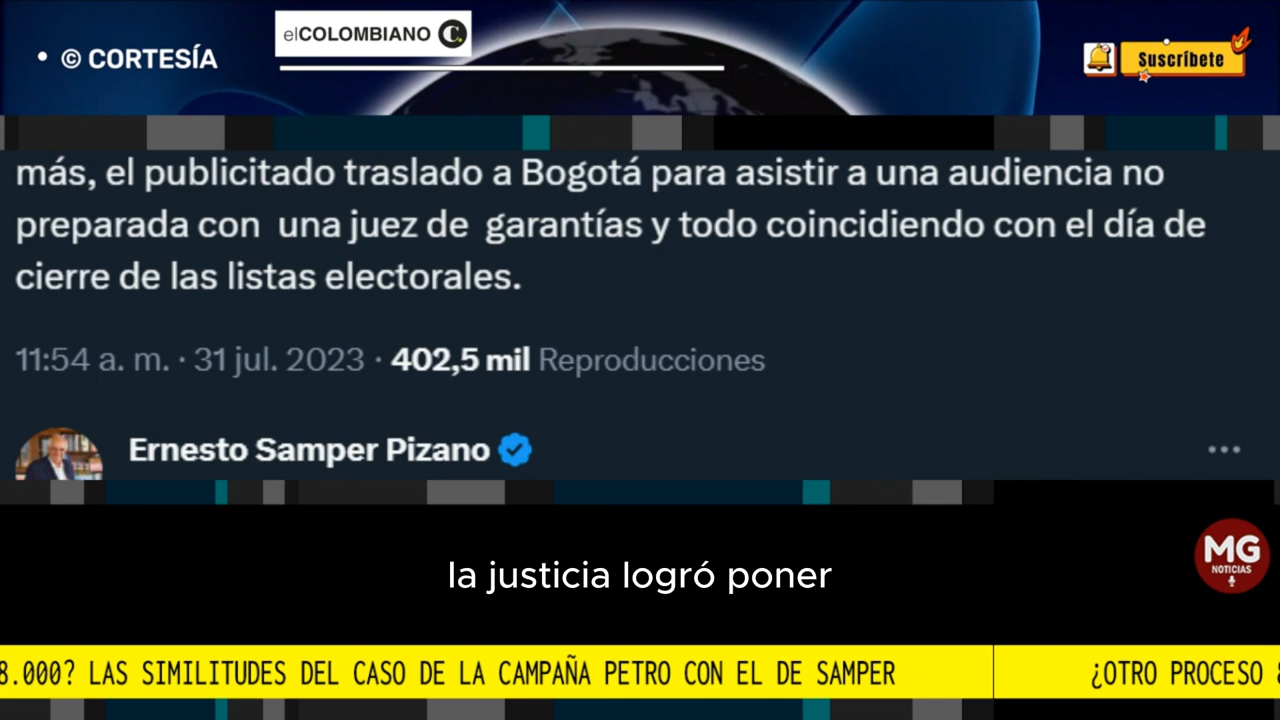 • © CORTESÍA
elCOLOMBIANO C
Suscríbete
más, el publicitado traslado a Bogotá para asistir a una audiencia no
preparada con una juez de garantías y todo coincidiendo con el día de
cierre de las listas electorales.
11:54 a. m. · 31 jul. 2023 · 402,5 mil Reproducciones
Ernesto Samper Pizano
la justicia logró poner
MG
NOTICIAS
8.000? LAS SIMILITUDES DEL CASO DE LA CAMPAÑA PETRO CON EL DE SAMPER
¿OTRO PROCESO